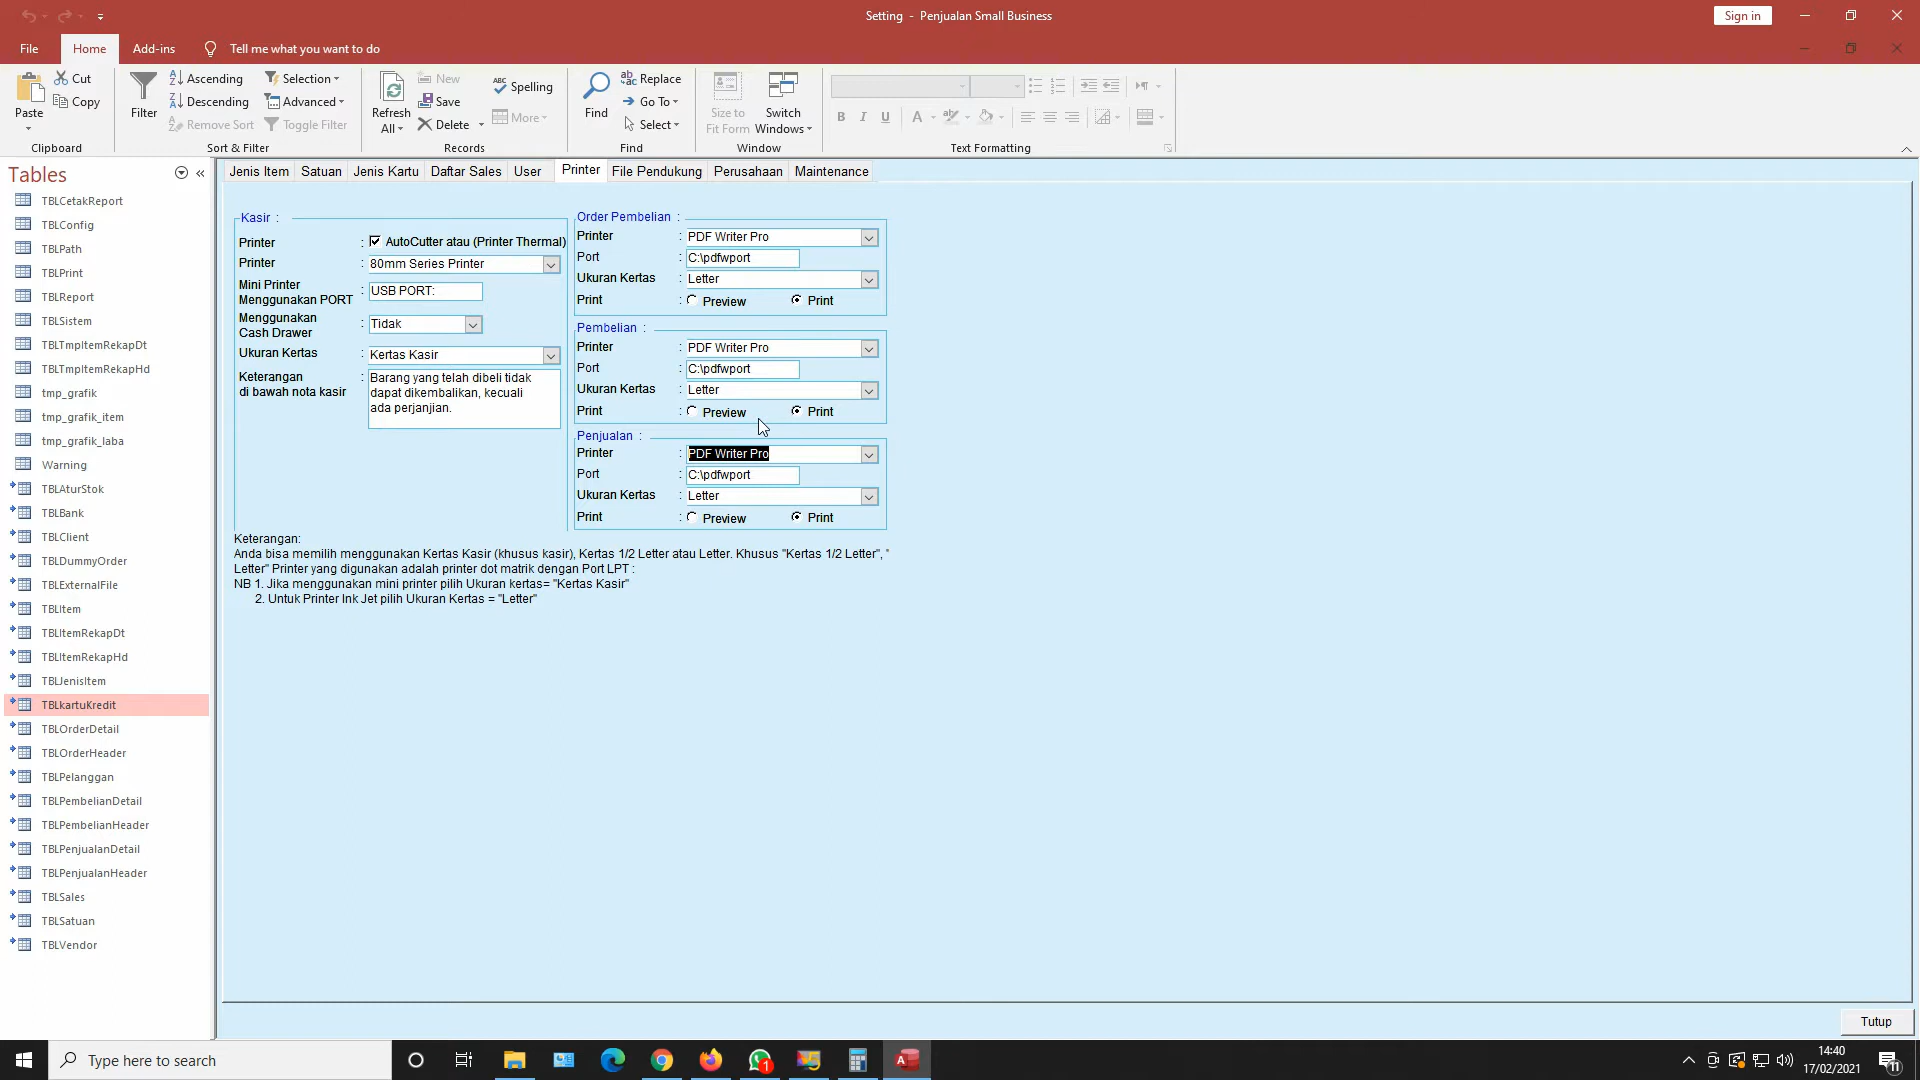 Setting - Penjualan Small Business
Sign in
File
Home
Add-ins
Tell me what you want to do
Paste
Cut
Copy
Clipboard
Filter
Ascending
Descending
Remove Sort
Selection
Advanced
Toggle Filter
Sort & Filter
Refresh
All
New
Save
Delete
Spelling
More
Records
Find
Replace
Go To
Select
Find
Size to
Fit Form
Switch
Windows
Window
Text Formatting
Tables
TBLCetakReport
TBLConfig
TBLPath
TBLPrint
TBLReport
TBLSistem
TBLTmpItemRekapDt
TBLTmpItemRekapHd
tmp_grafik
tmp_grafik_item
tmp_grafik_laba
Warning
TBLAturStok
TBLBank
TBLClient
TBLDummyOrder
TBLExternalFile
TBLItem
TBLItemRekapDt
TBLItemRekapHd
TBLJenisItem
TBLkartuKredit
TBLOrderDetail
TBLOrderHeader
TBLPelanggan
TBLPembelianDetail
TBLPembelianHeader
TBLPenjualanDetail
TBLPenjualanHeader
TBLSales
TBLSatuan
TBLVendor
Jenis Item
Satuan
Jenis Kartu
Daftar Sales
User
Printer
File Pendukung
Perusahaan
Maintenance
Kasir :
Printer : AutoCutter atau (Printer Thermal)
Printer : 80mm Series Printer
Mini Printer
Menggunakan PORT : USB PORT:
Menggunakan
Cash Drawer : Tidak
Ukuran Kertas : Kertas Kasir
Keterangan
di bawah nota kasir :
Barang yang telah dibeli tidak
dapat dikembalikan, kecuali
ada perjanjian.
Order Pembelian :
Printer : PDF Writer Pro
Port : C:\pdfwport
Ukuran Kertas : Letter
Print : Preview Print
Pembelian :
Printer : PDF Writer Pro
Port : C:\pdfwport
Ukuran Kertas : Letter
Print : Preview Print
Penjualan :
Printer : PDF Writer Pro
Port : C:\pdfwport
Ukuran Kertas : Letter
Print : Preview Print
Keterangan:
Anda bisa memilih menggunakan Kertas Kasir (khusus kasir), Kertas 1/2 Letter atau Letter. Khusus "Kertas 1/2 Letter", "
Letter" Printer yang digunakan adalah printer dot matrik dengan Port LPT :
NB 1. Jika menggunakan mini printer pilih Ukuran kertas= "Kertas Kasir"
2. Untuk Printer Ink Jet pilih Ukuran Kertas = "Letter"
Tutup
Type here to search
1
14:40
17/02/2021
11